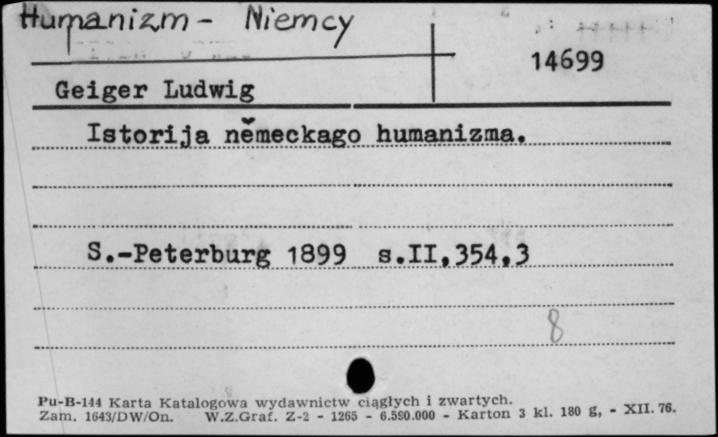 Humanizm - Niemcy
14699
Geiger Ludwig
Istorija německago humanizma.
S.-Peterburg 1899 s.II,354,3
8
Pu-B-144 Karta Katalogowa wydawnictw ciągłych i zwartych.
Zam. 1643/DW/On. W.Z.Graf. Z-2 - 1265 - 6.590.000 - Karton 3 kl. 180 g, - XII. 76.